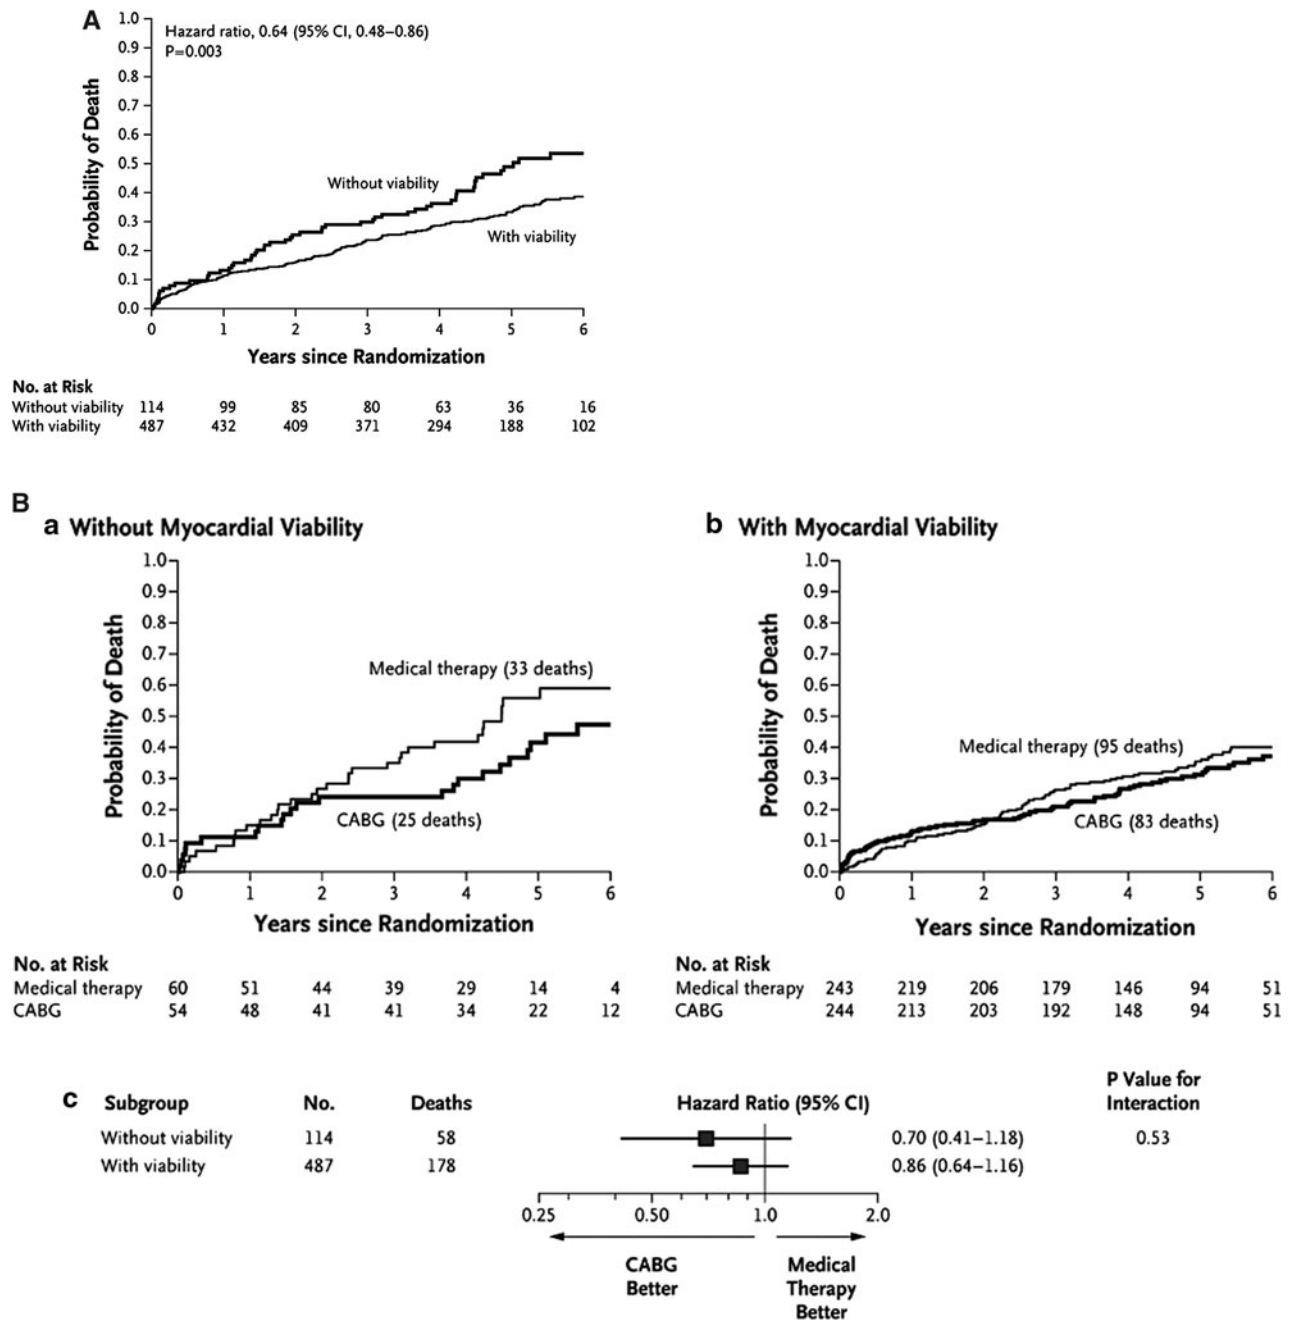 A
Hazard ratio, 0.64 (95% CI, 0.48–0.86)
P=0.003
Probability of Death
1.0
0.9
0.8
0.7
0.6
0.5
0.4
0.3
0.2
0.1
0.0
Without viability
With viability
0 1 2 3 4 5 6
Years since Randomization
No. at Risk
Without viability 114 99 85 80 63 36 16
With viability 487 432 409 371 294 188 102
B
a Without Myocardial Viability
Probability of Death
1.0
0.9
0.8
0.7
0.6
0.5
0.4
0.3
0.2
0.1
0.0
Medical therapy (33 deaths)
CABG (25 deaths)
0 1 2 3 4 5 6
Years since Randomization
No. at Risk
Medical therapy 60 51 44 39 29 14 4
CABG 54 48 41 41 34 22 12
b With Myocardial Viability
Probability of Death
1.0
0.9
0.8
0.7
0.6
0.5
0.4
0.3
0.2
0.1
0.0
Medical therapy (95 deaths)
CABG (83 deaths)
0 1 2 3 4 5 6
Years since Randomization
No. at Risk
Medical therapy 243 219 206 179 146 94 51
CABG 244 213 203 192 148 94 51
c Subgroup No. Deaths Hazard Ratio (95% CI) P Value for
Interaction
Without viability 114 58 0.70 (0.41–1.18) 0.53
With viability 487 178 0.86 (0.64–1.16)
0.25 0.50 1.0 2.0
CABG
Better
Medical
Therapy
Better